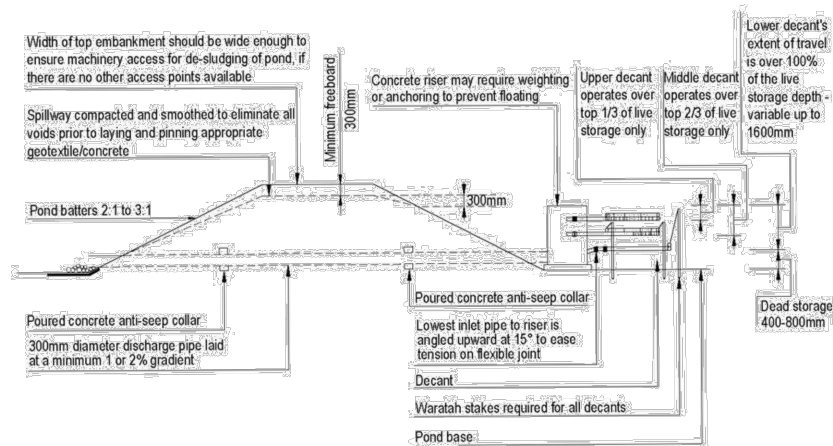 Width of top embankment should be wide enough to
ensure machinery access for de-sludging of pond, if
there are no other access points available
Spillway compacted and smoothed to eliminate all
voids prior to laying and pinning appropriate
geotextile/concrete
Pond batters 2:1 to 3:1
Minimum freeboard
300mm
Concrete riser may require weighting
or anchoring to prevent floating
Upper decant
operates over
top 1/3 of live
storage only
Middle decant
operates over
top 2/3 of live
storage only
Lower decant's
extent of travel
is over 100%
of the live
storage depth -
variable up to
1600mm
300mm
Poured concrete anti-seep collar
300mm diameter discharge pipe laid
at a minimum 1 or 2% gradient
Poured concrete anti-seep collar
Lowest inlet pipe to riser is
angled upward at 15° to ease
tension on flexible joint
Decant
Waratah stakes required for all decants
Pond base
Dead storage
400-800mm